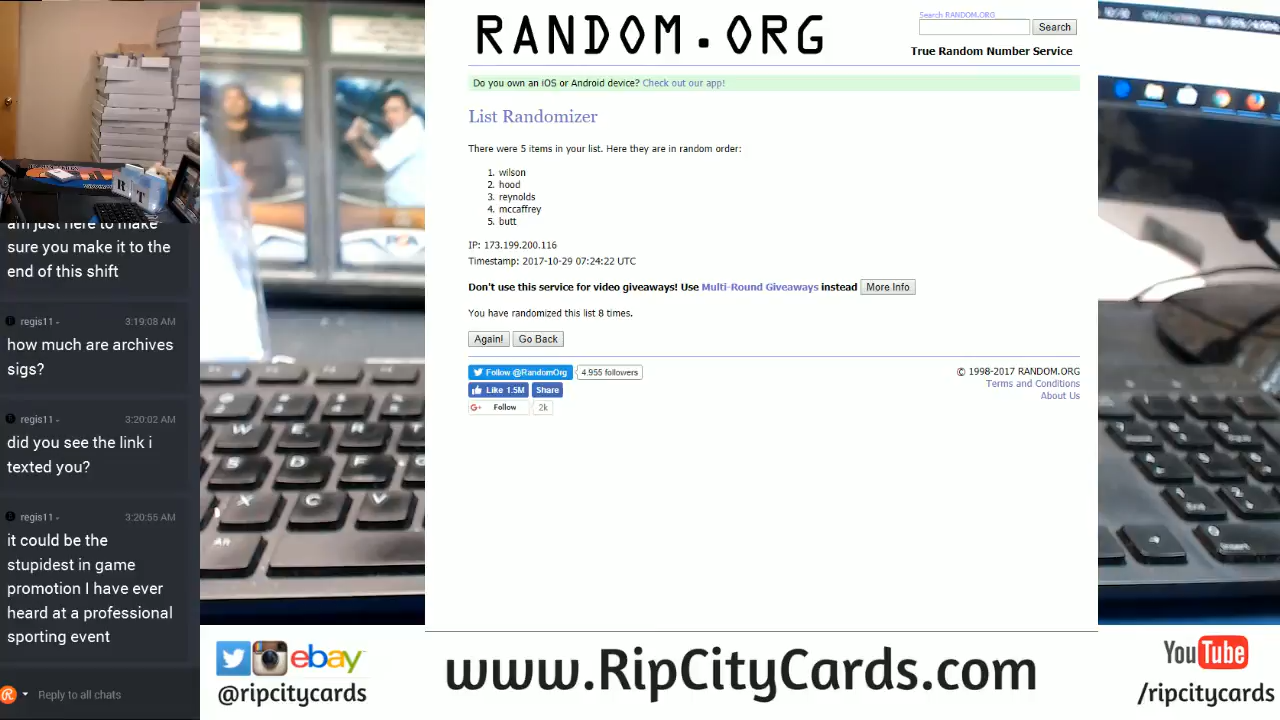 am just here to make
sure you make it to the
end of this shift
regis11 -
3:19:08 AM
how much are archives
sigs?
regis11 -
3:20:02 AM
did you see the link i
texted you?
regis11 -
3:20:55 AM
it could be the
stupidest in game
promotion I have ever
heard at a professional
sporting event
Reply to all chats
RANDOM.ORG
Search RANDOM.ORG
Search
True Random Number Service
Do you own an iOS or Android device? Check out our app!
List Randomizer
There were 5 items in your list. Here they are in random order:
1. wilson
2. hood
3. reynolds
4. mccaffrey
5. butt
IP: 173.199.200.116
Timestamp: 2017-10-29 07:24:22 UTC
Don't use this service for video giveaways! Use Multi-Round Giveaways instead
More Info
You have randomized this list 8 times.
Again!
Go Back
Follow @RandomOrg
4,955 followers
Like 1.5M
Share
Follow
2k
© 1998-2017 RANDOM.ORG
Terms and Conditions
About Us
ebay
@ripcitycards
www.RipCityCards.com
YouTube
/ripcitycards